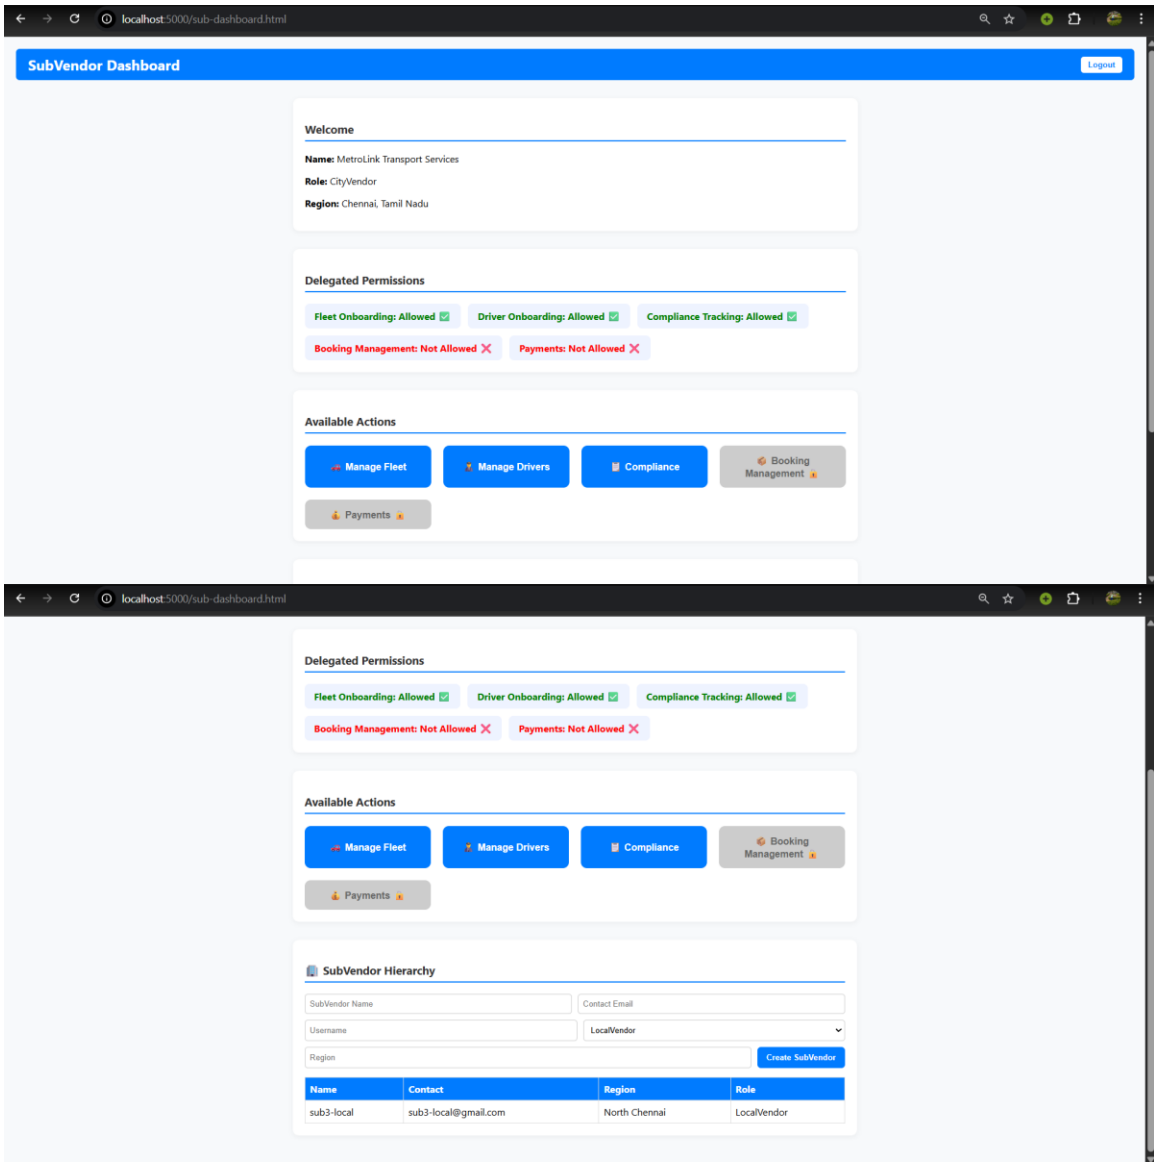 localhost:5000/sub-dashboard.html
SubVendor Dashboard
Logout
Welcome
Name: MetroLink Transport Services
Role: CityVendor
Region: Chennai, Tamil Nadu
Delegated Permissions
Fleet Onboarding: Allowed ✅ Driver Onboarding: Allowed ✅ Compliance Tracking: Allowed ✅
Booking Management: Not Allowed ❌ Payments: Not Allowed ❌
Available Actions
Manage Fleet Manage Drivers Compliance Booking
Management
Payments
localhost:5000/sub-dashboard.html
Delegated Permissions
Fleet Onboarding: Allowed ✅ Driver Onboarding: Allowed ✅ Compliance Tracking: Allowed ✅
Booking Management: Not Allowed ❌ Payments: Not Allowed ❌
Available Actions
Manage Fleet Manage Drivers Compliance Booking
Management
Payments
SubVendor Hierarchy
SubVendor Name Contact Email
Username LocalVendor
Region Create SubVendor
Name Contact Region Role
sub3-local sub3-local@gmail.com North Chennai LocalVendor